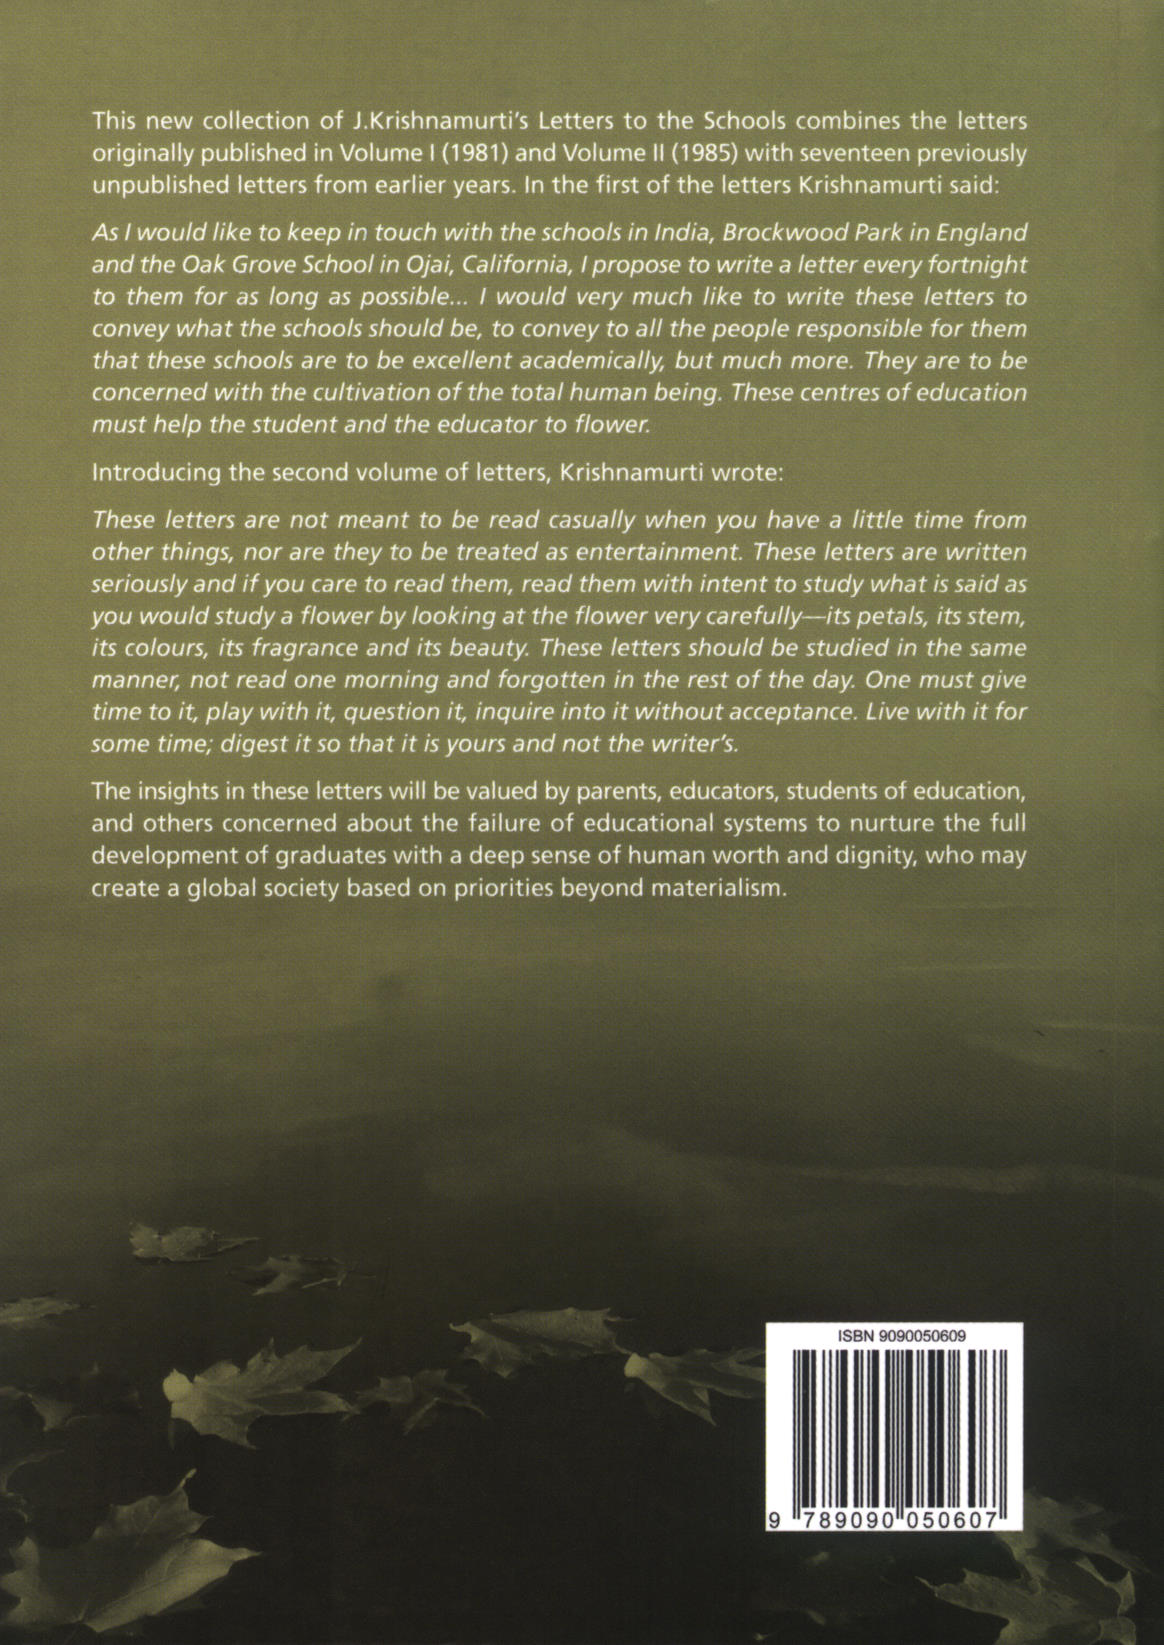 This new collection of J.Krishnamurti's Letters to the Schools combines the letters
originally published in Volume I (1981) and Volume II (1985) with seventeen previously
unpublished letters from earlier years. In the first of the letters Krishnamurti said:
As I would like to keep in touch with the schools in India, Brockwood Park in England
and the Oak Grove School in Ojai, California, I propose to write a letter every fortnight
to them for as long as possible... I would very much like to write these letters to
convey what the schools should be, to convey to all the people responsible for them
that these schools are to be excellent academically, but much more. They are to be
concerned with the cultivation of the total human being. These centres of education
must help the student and the educator to flower.
Introducing the second volume of letters, Krishnamurti wrote:
These letters are not meant to be read casually when you have a little time from
other things, nor are they to be treated as entertainment. These letters are written
seriously and if you care to read them, read them with intent to study what is said as
you would study a flower by looking at the flower very carefully—its petals, its stem,
its colours, its fragrance and its beauty. These letters should be studied in the same
manner, not read one morning and forgotten in the rest of the day. One must give
time to it, play with it, question it, inquire into it without acceptance. Live with it for
some time; digest it so that it is yours and not the writer's.
The insights in these letters will be valued by parents, educators, students of education,
and others concerned about the failure of educational systems to nurture the full
development of graduates with a deep sense of human worth and dignity, who may
create a global society based on priorities beyond materialism.
ISBN 9090050609
9 789090 050607